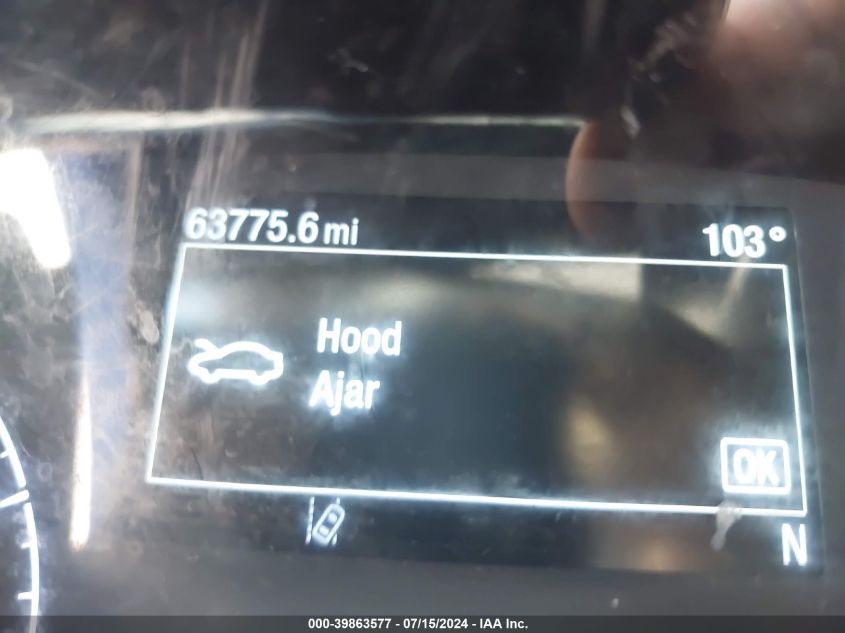 63775.6 mi 103°
Hood
Ajar
OK
N
000-39863577 - 07/15/2024 - IAA Inc.